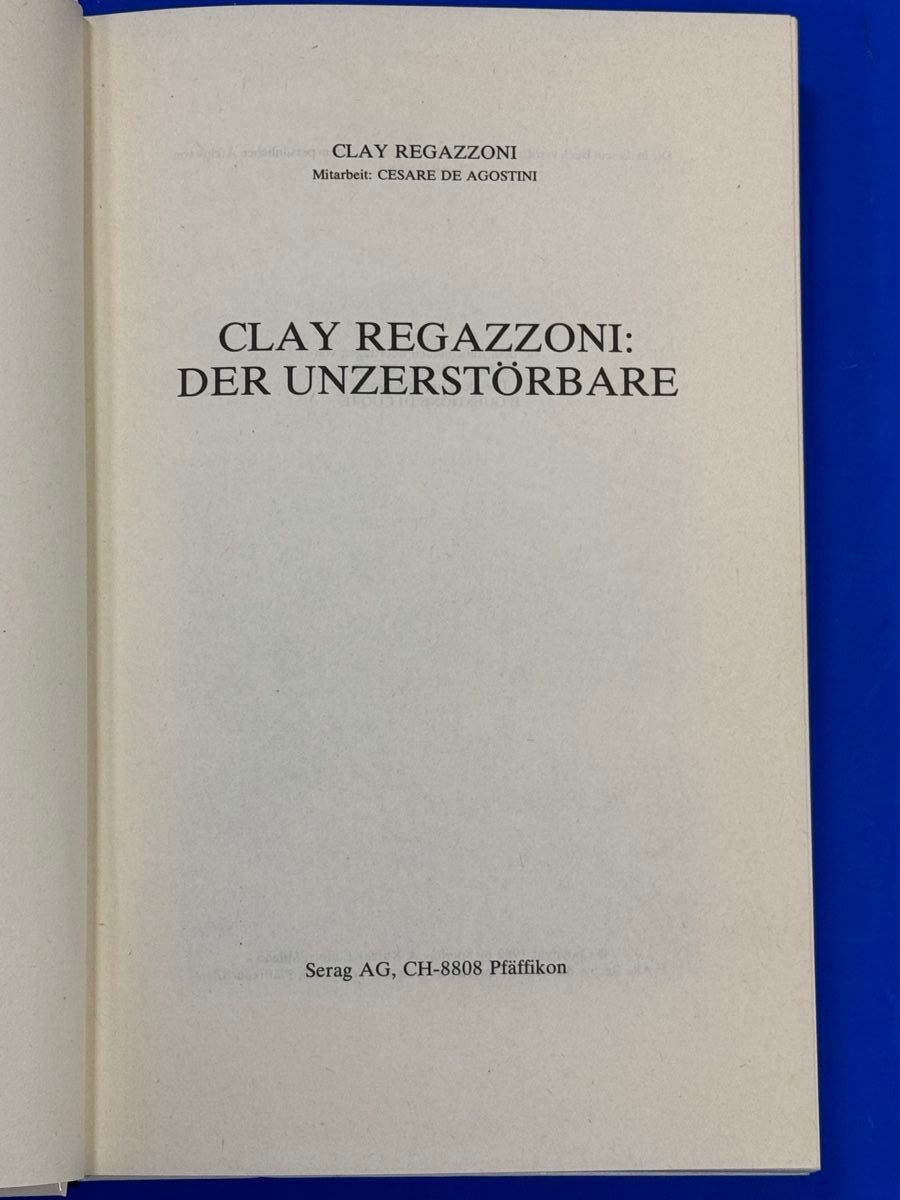 CLAY REGAZZONI
Mitarbeit: CESARE DE AGOSTINI
CLAY REGAZZONI:
DER UNZERSTÖRBARE
Serag AG, CH-8808 Pfäffikon